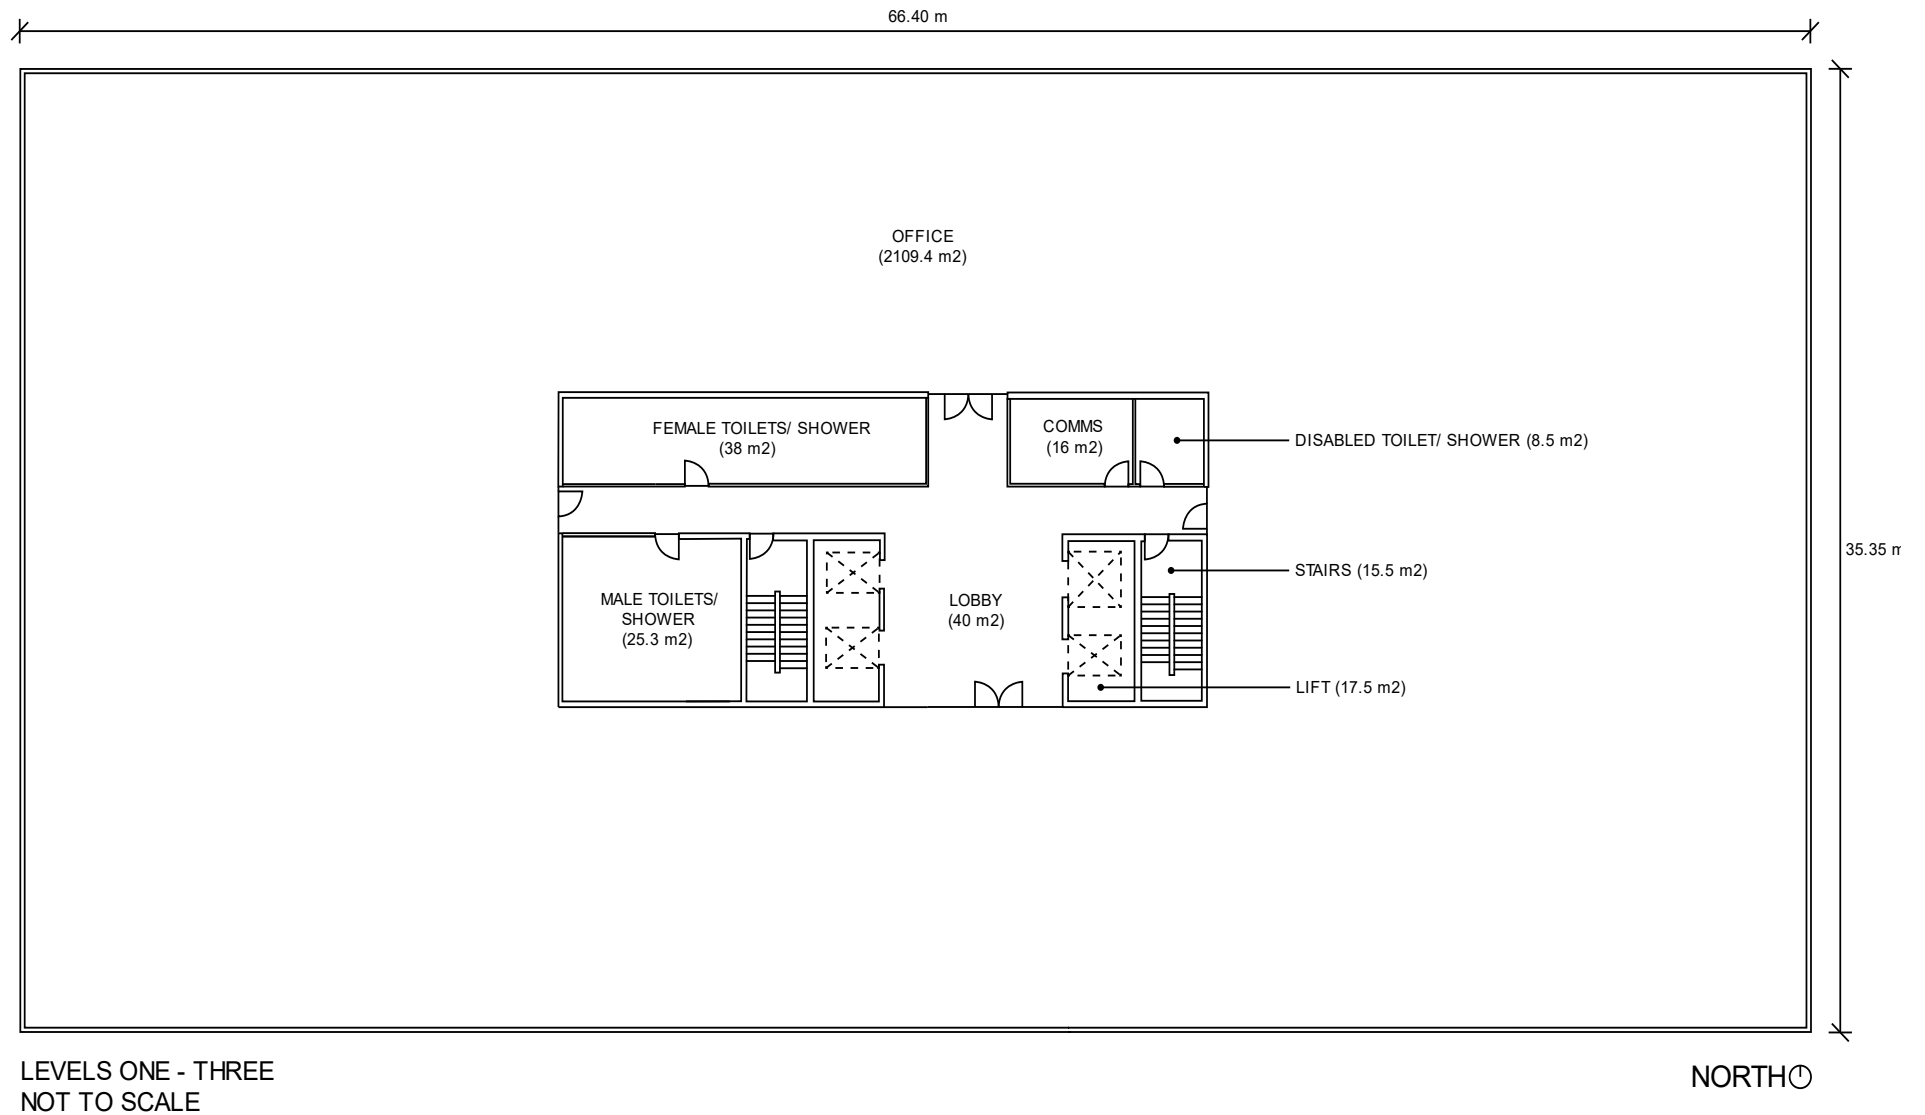 66.40 m
OFFICE
(2109.4 m2)
FEMALE TOILETS/ SHOWER
(38 m2)
COMMS
(16 m2)
DISABLED TOILET/ SHOWER (8.5 m2)
35.35 m
STAIRS (15.5 m2)
MALE TOILETS/
SHOWER
(25.3 m2)
LOBBY
(40 m2)
LIFT (17.5 m2)
LEVELS ONE - THREE
NOT TO SCALE
NORTH